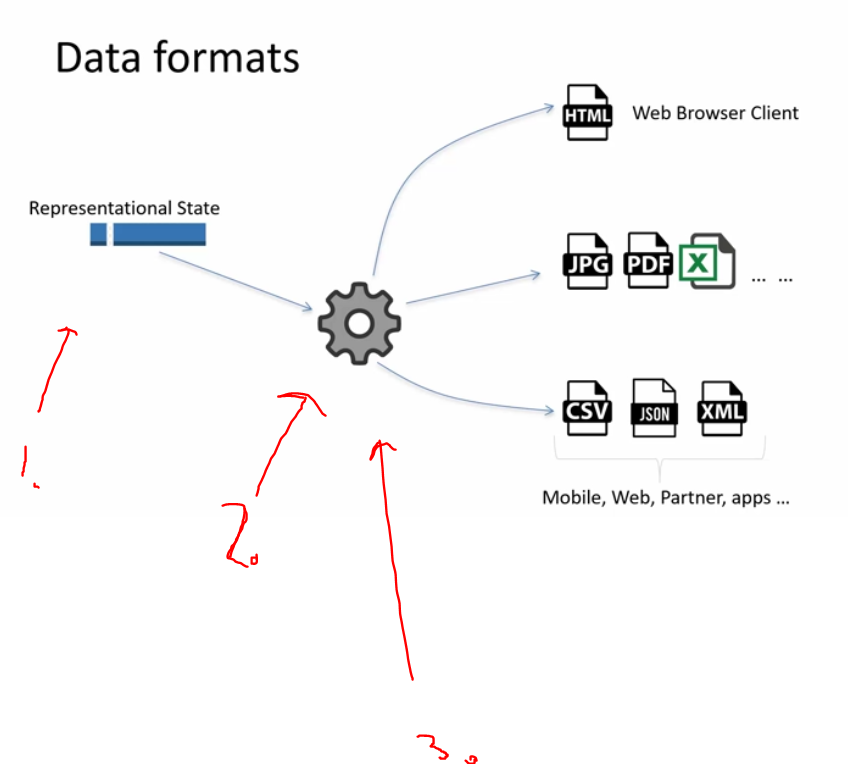 Data formats
HTML Web Browser Client
Representational State
JPG PDF X ... ...
CSV JSON XML
Mobile, Web, Partner, apps ...
1.
2.
3.